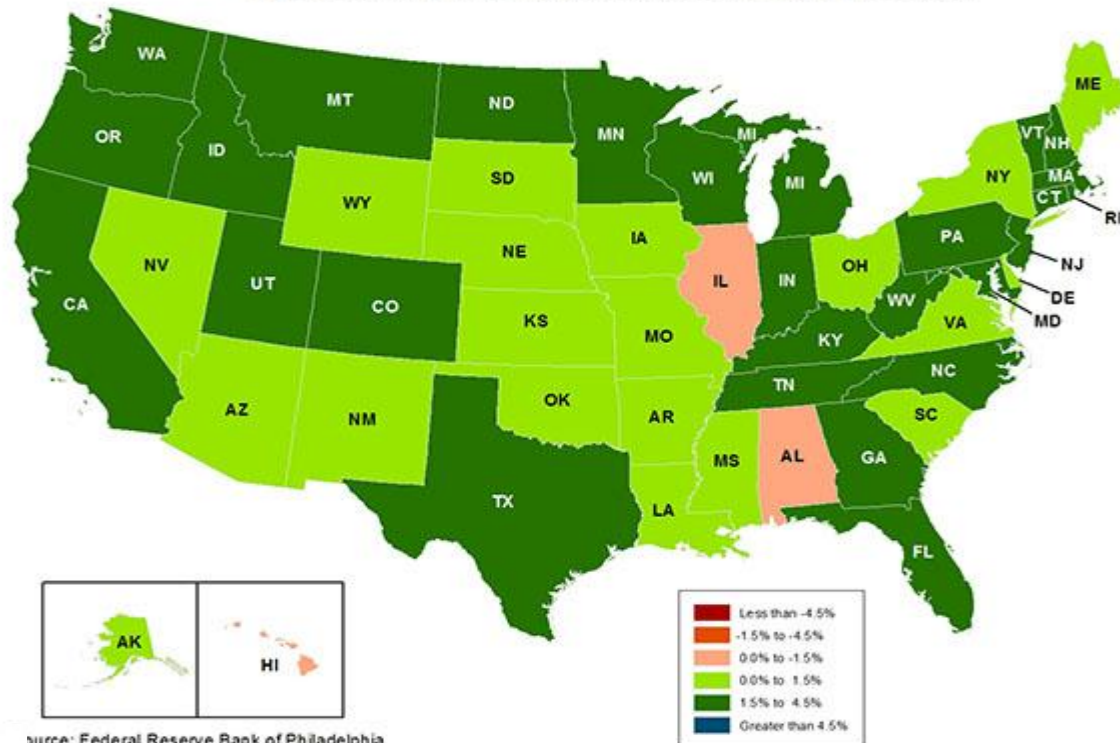 WA
MT
ND
MN
ME
OR
ID
MI
VT
NH
WI
MI
NY
MA
CT
SD
WY
RI
IA
PA
NE
NV
OH
NJ
UT
IL
IN
CA
CO
WV
DE
MD
VA
KS
MO
KY
NC
TN
AZ
NM
OK
AR
SC
MS
AL
GA
TX
LA
FL
AK
HI
Less than -4.5%
-1.5% to -4.5%
0.0% to -1.5%
0.0% to 1.5%
1.5% to 4.5%
Greater than 4.5%
ource: Federal Reserve Bank of Philadelphia